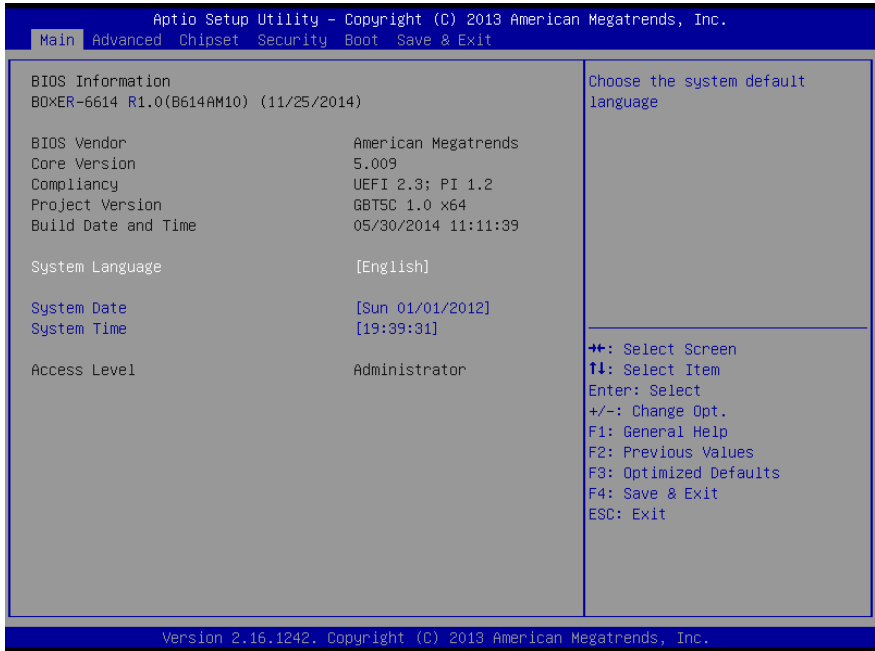 Aptio Setup Utility – Copyright (C) 2013 American Megatrends, Inc.
Main Advanced Chipset Security Boot Save & Exit
BIOS Information
BOXER-6614 R1.0(B614AM10) (11/25/2014)
BIOS Vendor American Megatrends
Core Version 5.009
Compliancy UEFI 2.3; PI 1.2
Project Version GBT5C 1.0 x64
Build Date and Time 05/30/2014 11:11:39
System Language [English]
System Date [Sun 01/01/2012]
System Time [19:39:31]
Access Level Administrator
Choose the system default
language
→←: Select Screen
↑↓: Select Item
Enter: Select
+/-: Change Opt.
F1: General Help
F2: Previous Values
F3: Optimized Defaults
F4: Save & Exit
ESC: Exit
Version 2.16.1242. Copyright (C) 2013 American Megatrends, Inc.